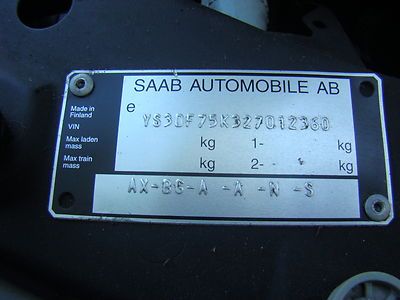 SAAB AUTOMOBILE AB
Made in
Finland
e
VIN
YS3DF75K327012360
Max laden
mass
kg 1- kg
Max train
mass
kg 2- kg
AX-BG-A -A -N -S